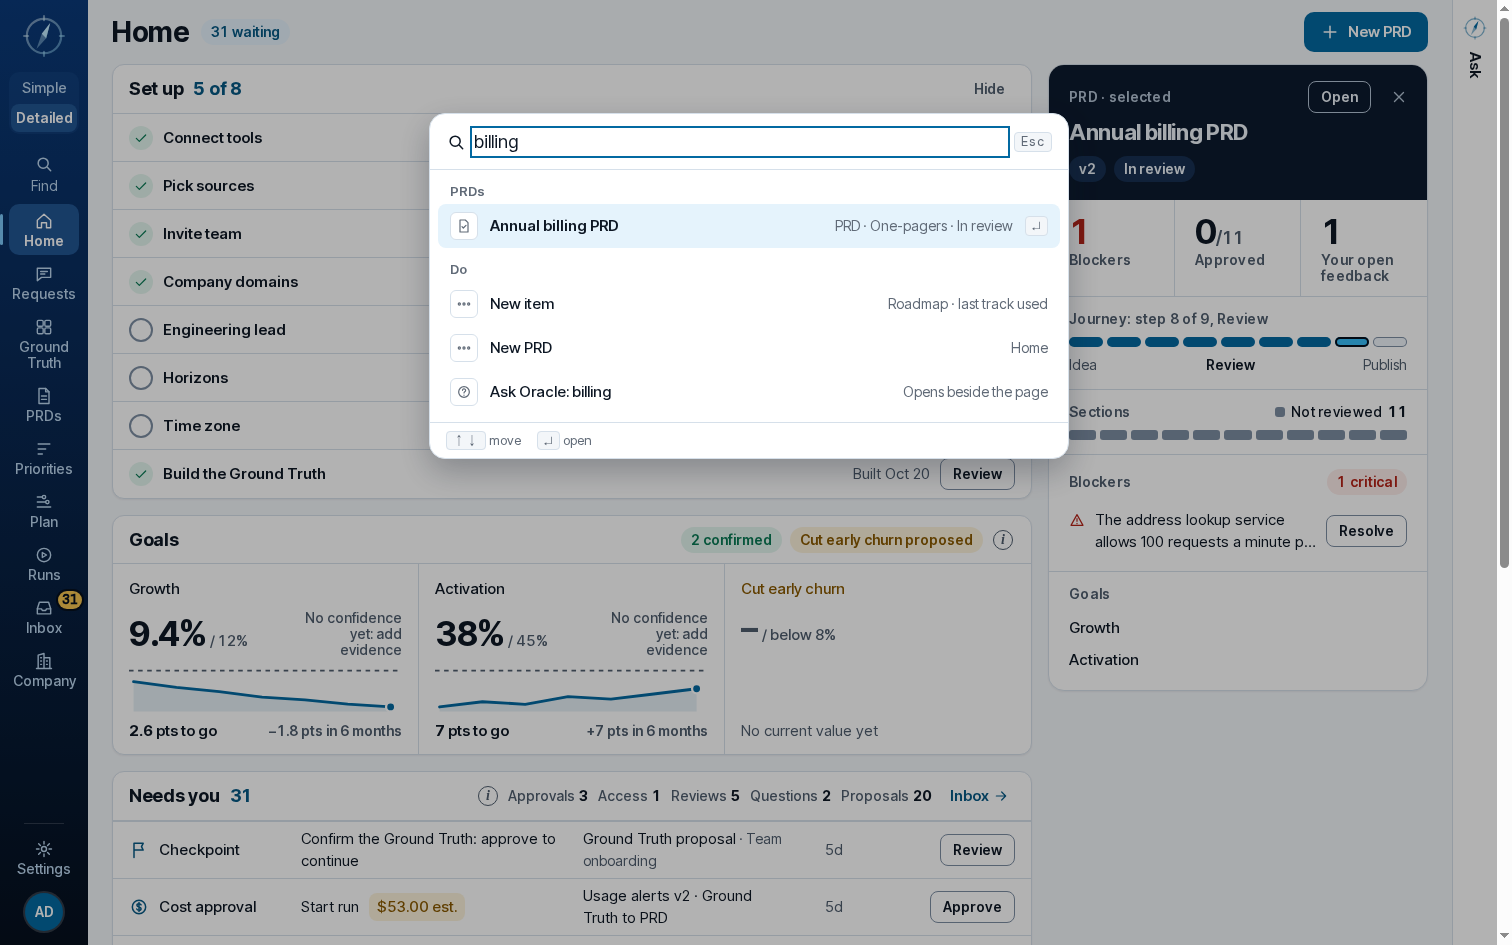 Simple
Detailed
Find
Home
Requests
Ground
Truth
PRDs
Priorities
Plan
Runs
31
Inbox
Company
Settings
AD
Home
31 waiting
New PRD
Set up 5 of 8
Hide
Connect tools
Pick sources
Invite team
Company domains
Engineering lead
Horizons
Time zone
Build the Ground Truth
Built Oct 20
Review
billing
Esc
PRDs
Annual billing PRD
PRD · One-pagers · In review
Do
New item
Roadmap · last track used
New PRD
Home
Ask Oracle: billing
Opens beside the page
↑ ↓ move
↵ open
Goals
2 confirmed
Cut early churn proposed
i
Growth
9.4% / 12%
No confidence
yet: add
evidence
2.6 pts to go
−1.8 pts in 6 months
Activation
38% / 45%
No confidence
yet: add
evidence
7 pts to go
+7 pts in 6 months
Cut early churn
— / below 8%
No current value yet
Needs you 31
i
Approvals 3
Access 1
Reviews 5
Questions 2
Proposals 20
Inbox →
Checkpoint
Confirm the Ground Truth: approve to
continue
Ground Truth proposal · Team
onboarding
5d
Review
Cost approval
Start run
$53.00 est.
Usage alerts v2 · Ground
Truth to PRD
5d
Approve
PRD · selected
Open
Annual billing PRD
v2
In review
1
Blockers
0/11
Approved
1
Your open
feedback
Journey: step 8 of 9, Review
Idea
Review
Publish
Sections
Not reviewed 11
Blockers
1 critical
The address lookup service
allows 100 requests a minute p...
Resolve
Goals
Growth
Activation
Ask